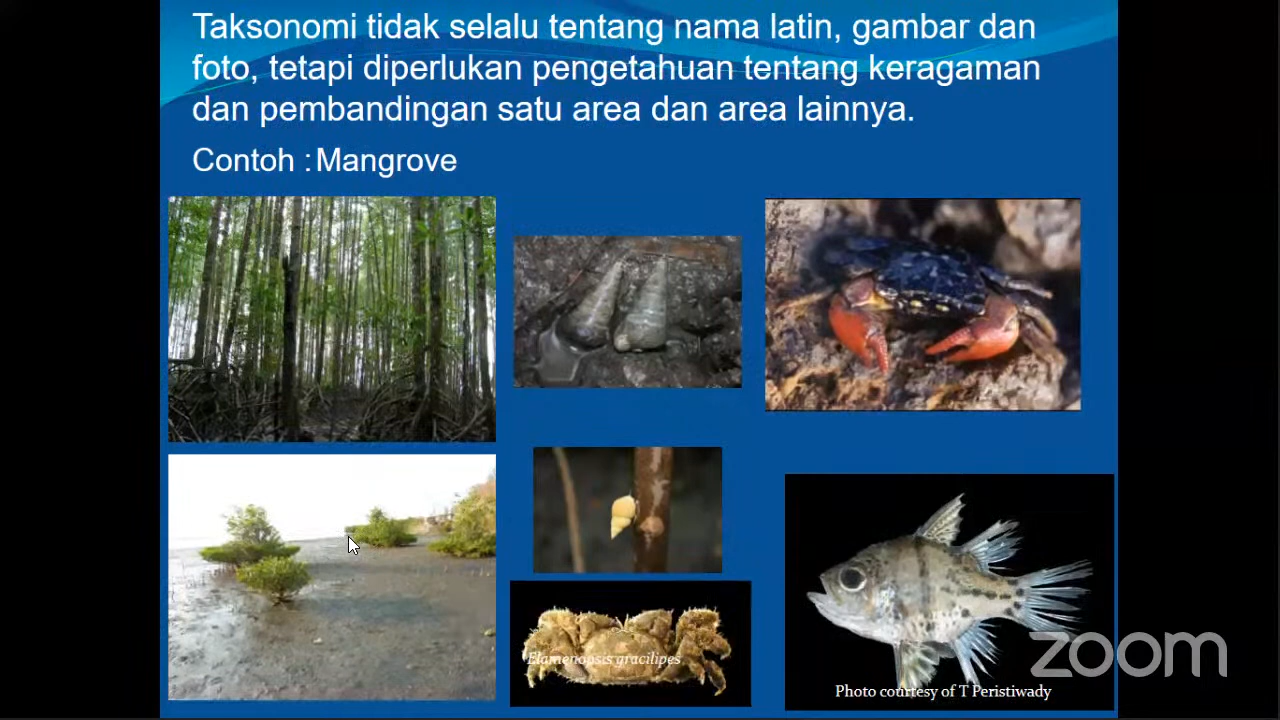 Taksonomi tidak selalu tentang nama latin, gambar dan
foto, tetapi diperlukan pengetahuan tentang keragaman
dan pembandingan satu area dan area lainnya.
Contoh : Mangrove
Elamenopsis gracilipes
zoom
Photo courtesy of T Peristiwady